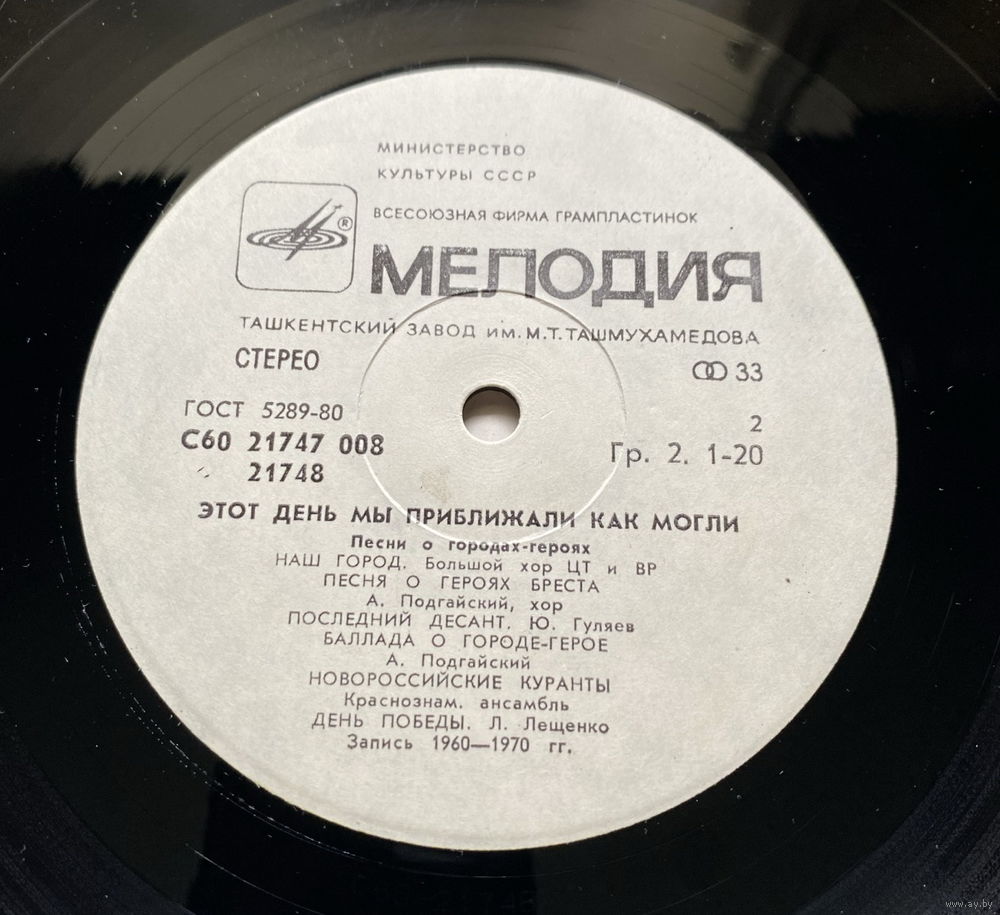 МИНИСТЕРСТВО
КУЛЬТУРЫ СССР
ВСЕСОЮЗНАЯ ФИРМА ГРАМПЛАСТИНОК
®
МЕЛОДИЯ
ТАШКЕНТСКИЙ ЗАВОД им. М.Т. ТАШМУХАМЕДОВА
СТЕРЕО
33
ГОСТ 5289-80
2
С60 21747 008
Гр. 2. 1-20
21748
ЭТОТ ДЕНЬ МЫ ПРИБЛИЖАЛИ КАК МОГЛИ
Песни о городах-героях
НАШ ГОРОД. Большой хор ЦТ и ВР
ПЕСНЯ О ГЕРОЯХ БРЕСТА
А. Подгайский, хор
ПОСЛЕДНИЙ ДЕСАНТ. Ю. Гуляев
БАЛЛАДА О ГОРОДЕ-ГЕРОЕ
А. Подгайский
НОВОРОССИЙСКИЕ КУРАНТЫ
Краснознам. ансамбль
ДЕНЬ ПОБЕДЫ. Л. Лещенко
Запись 1960—1970 гг.
www.ay.by